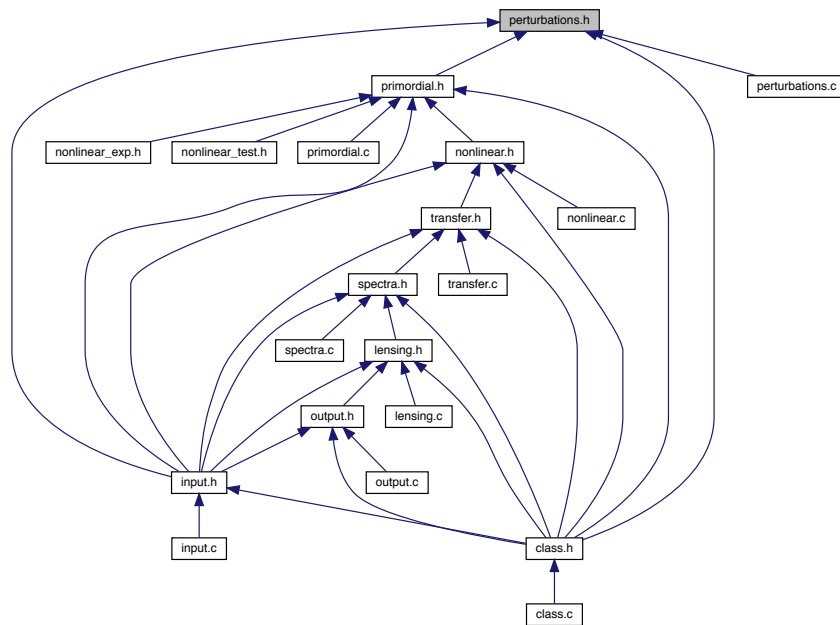 perturbations.h
primordial.h
perturbations.c
nonlinear_exp.h
nonlinear_test.h
primordial.c
nonlinear.h
transfer.h
nonlinear.c
spectra.h
transfer.c
spectra.c
lensing.h
output.h
lensing.c
input.h
output.c
input.c
class.h
class.c